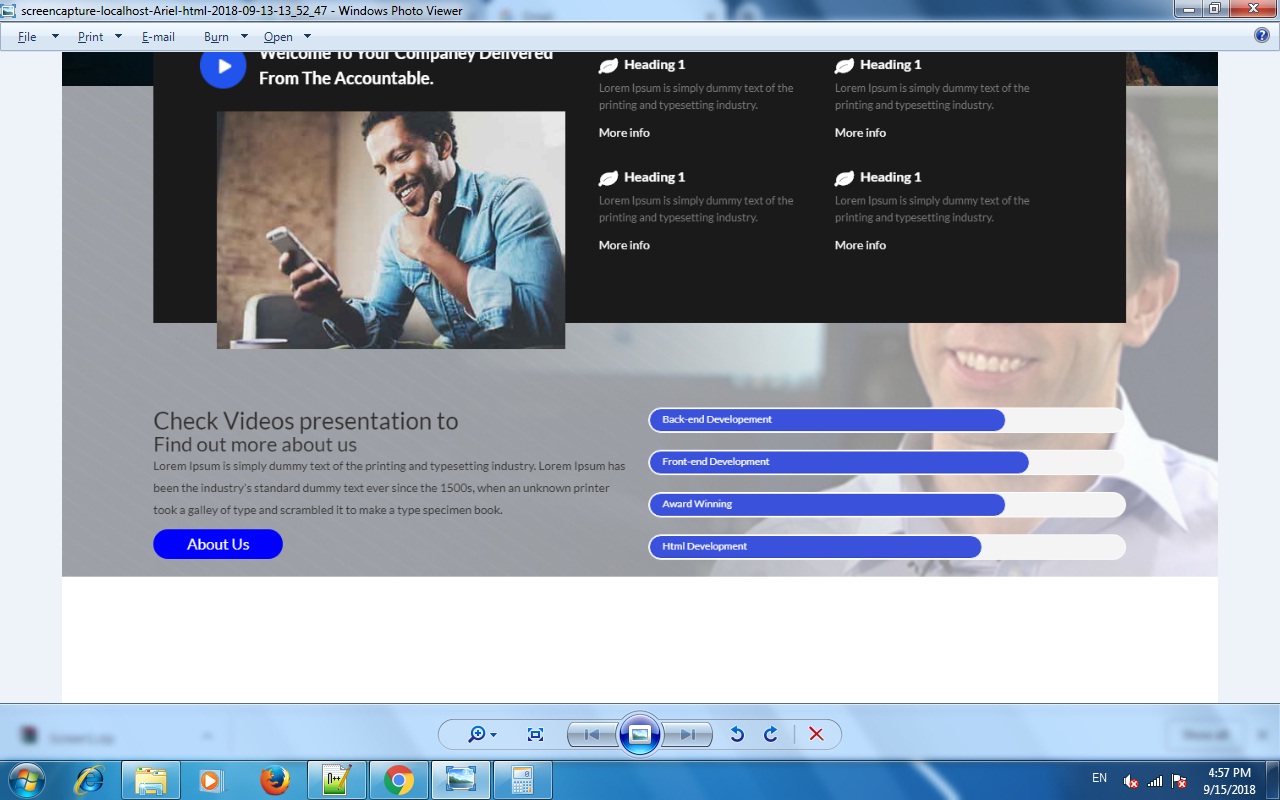 screencapture-localhost-Ariel-html-2018-09-13-13_52_47 - Windows Photo Viewer
File Print E-mail Burn Open
Welcome To Your Companey Delivered
From The Accountable.
Heading 1
Lorem Ipsum is simply dummy text of the
printing and typesetting industry.
More info
Heading 1
Lorem Ipsum is simply dummy text of the
printing and typesetting industry.
More info
Heading 1
Lorem Ipsum is simply dummy text of the
printing and typesetting industry.
More info
Heading 1
Lorem Ipsum is simply dummy text of the
printing and typesetting industry.
More info
Check Videos presentation to
Find out more about us
Lorem Ipsum is simply dummy text of the printing and typesetting industry. Lorem Ipsum has
been the industry's standard dummy text ever since the 1500s, when an unknown printer
took a galley of type and scrambled it to make a type specimen book.
About Us
Back-end Developement
Front-end Development
Award Winning
Html Development
EN
4:57 PM
9/15/2018